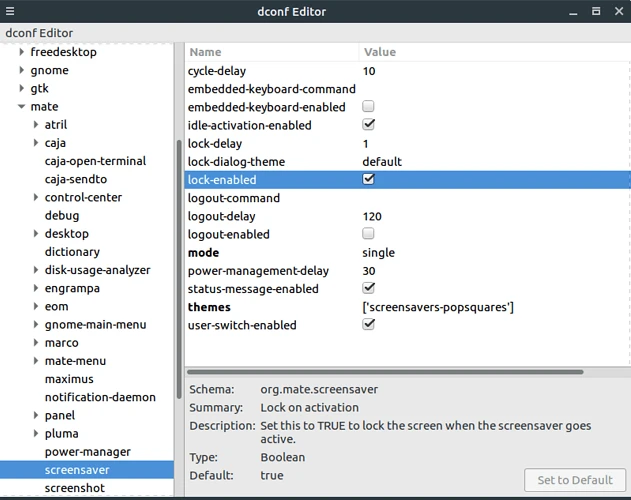 dconf Editor
dconf Editor
freedesktop
gnome
gtk
mate
atril
caja
caja-open-terminal
caja-sendto
control-center
debug
desktop
dictionary
disk-usage-analyzer
engrampa
eom
gnome-main-menu
marco
mate-menu
maximus
notification-daemon
panel
pluma
power-manager
screensaver
screenshot
Name Value
cycle-delay 10
embedded-keyboard-command
embedded-keyboard-enabled
idle-activation-enabled
lock-delay 1
lock-dialog-theme default
lock-enabled
logout-command
logout-delay 120
logout-enabled
mode single
power-management-delay 30
status-message-enabled
themes ['screensavers-popsquares']
user-switch-enabled
Schema: org.mate.screensaver
Summary: Lock on activation
Description: Set this to TRUE to lock the screen when the screensaver goes
active.
Type: Boolean
Default: true
Set to Default